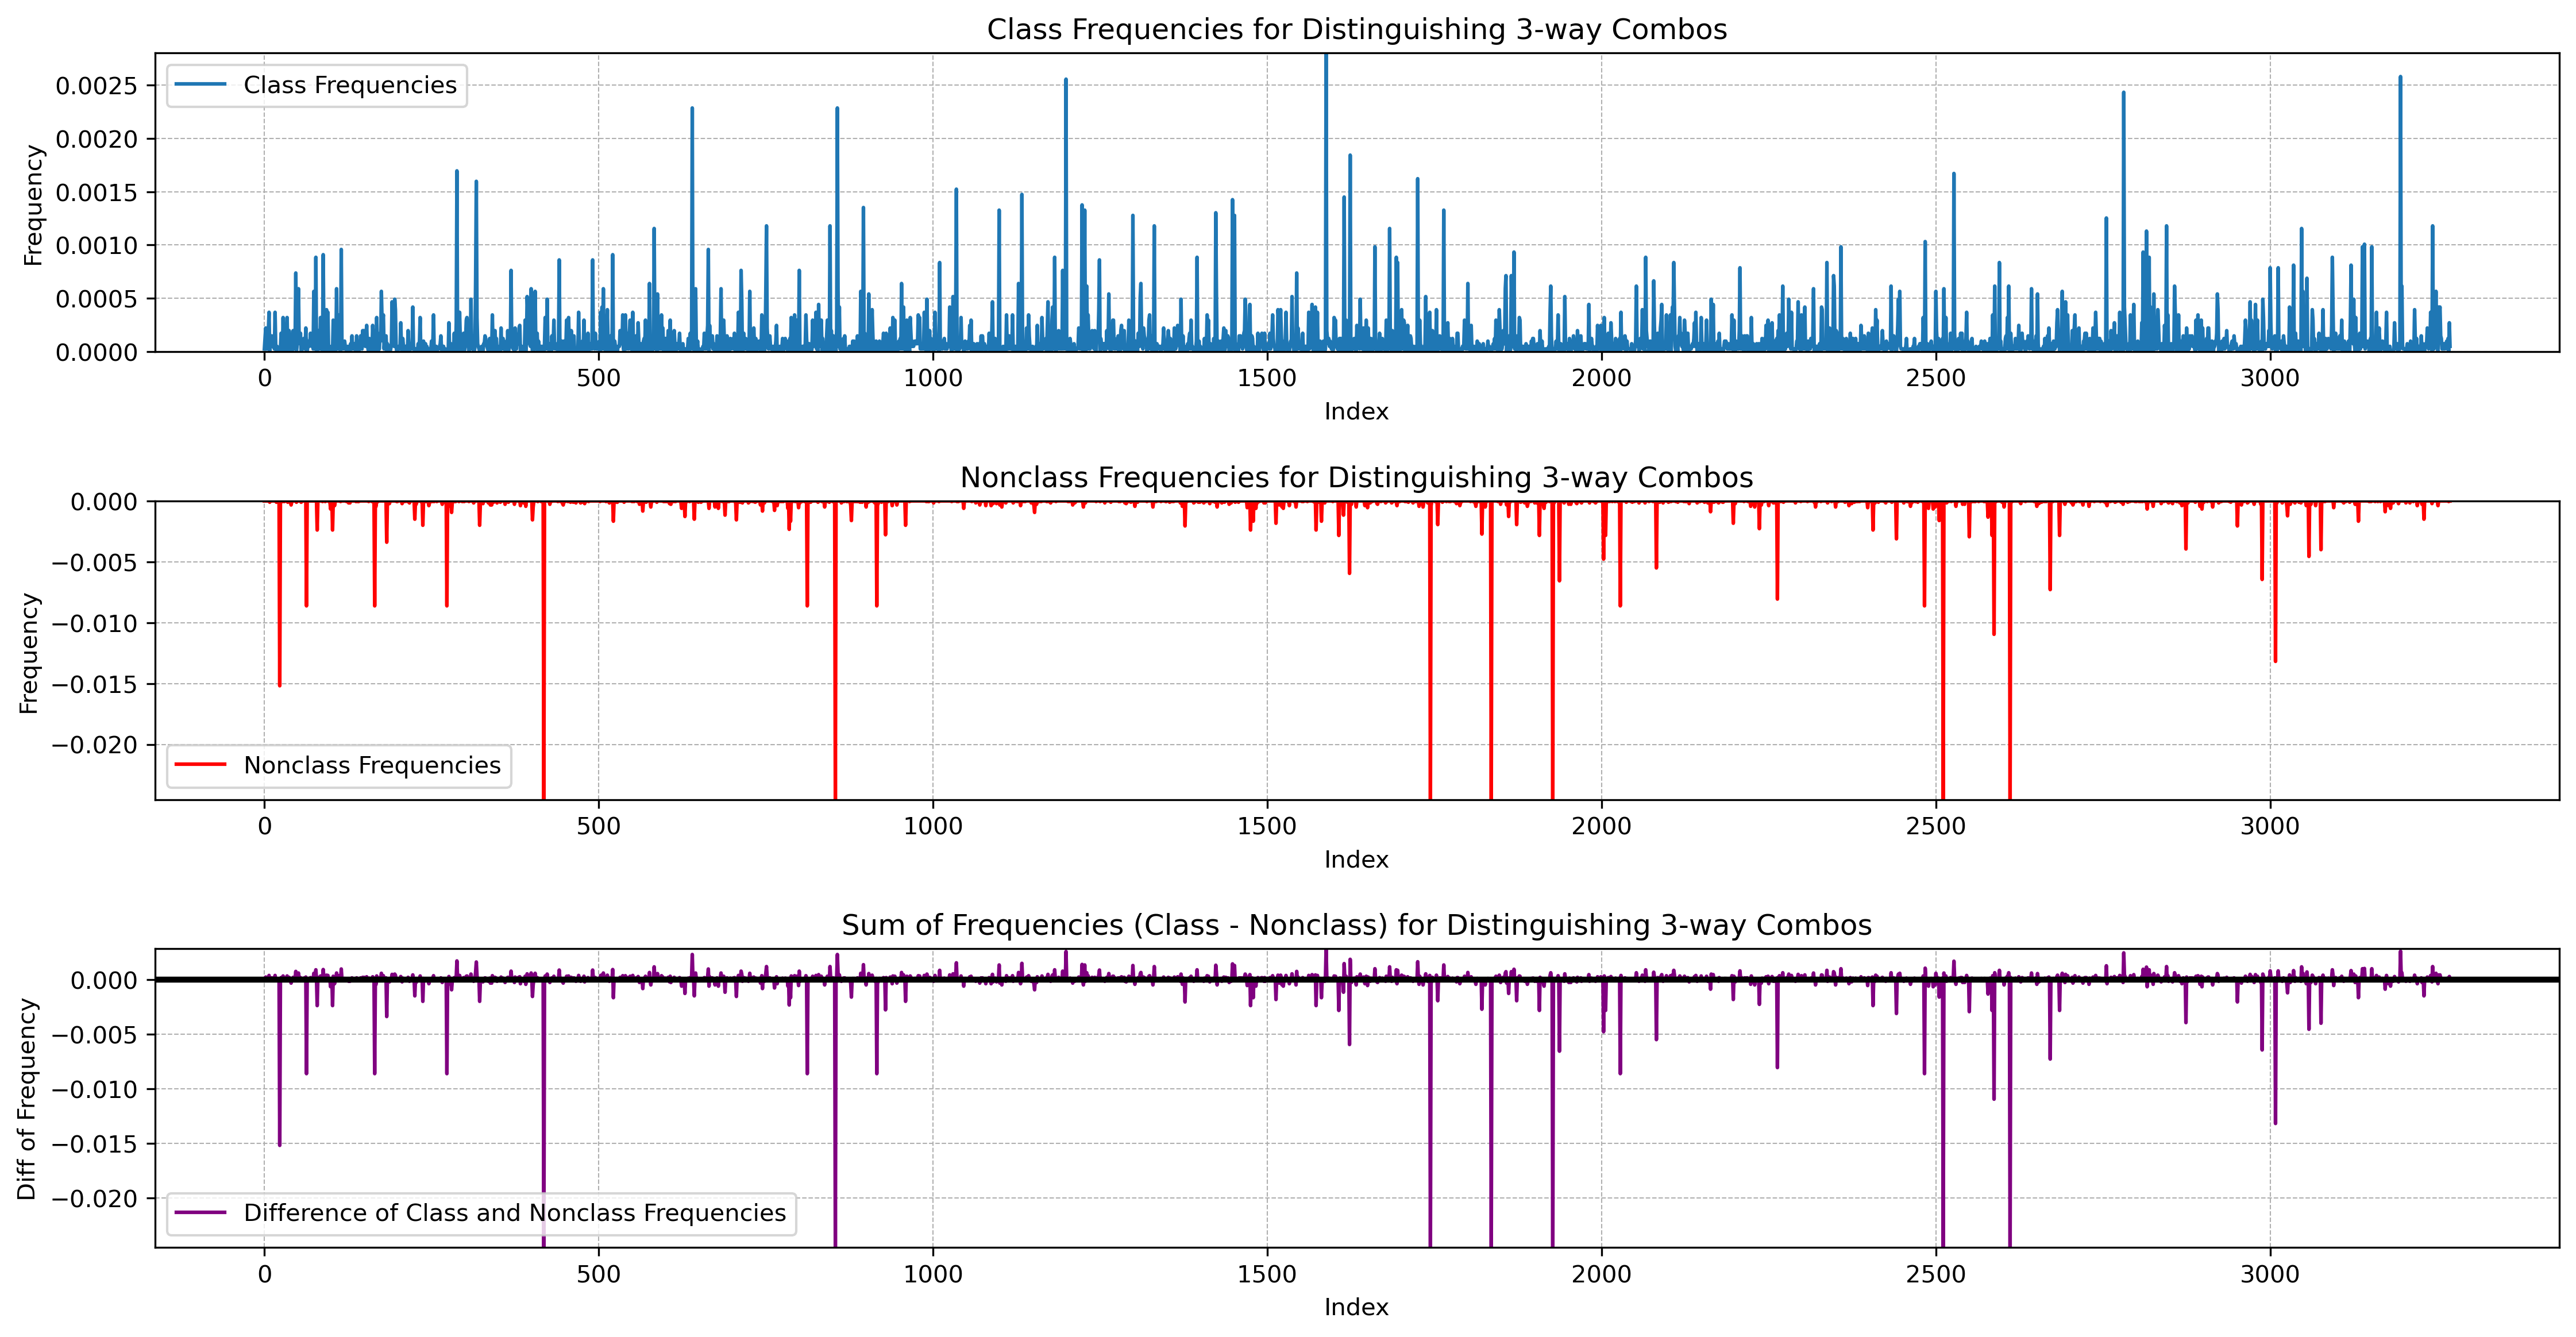 Class Frequencies for Distinguishing 3-way Combos
Frequency
0.0025
0.0020
0.0015
0.0010
0.0005
0.0000
Class Frequencies
0 500 1000 1500 2000 2500 3000
Index
Nonclass Frequencies for Distinguishing 3-way Combos
Frequency
0.000
−0.005
−0.010
−0.015
−0.020
Nonclass Frequencies
0 500 1000 1500 2000 2500 3000
Index
Sum of Frequencies (Class - Nonclass) for Distinguishing 3-way Combos
Diff of Frequency
0.000
−0.005
−0.010
−0.015
−0.020
Difference of Class and Nonclass Frequencies
0 500 1000 1500 2000 2500 3000
Index